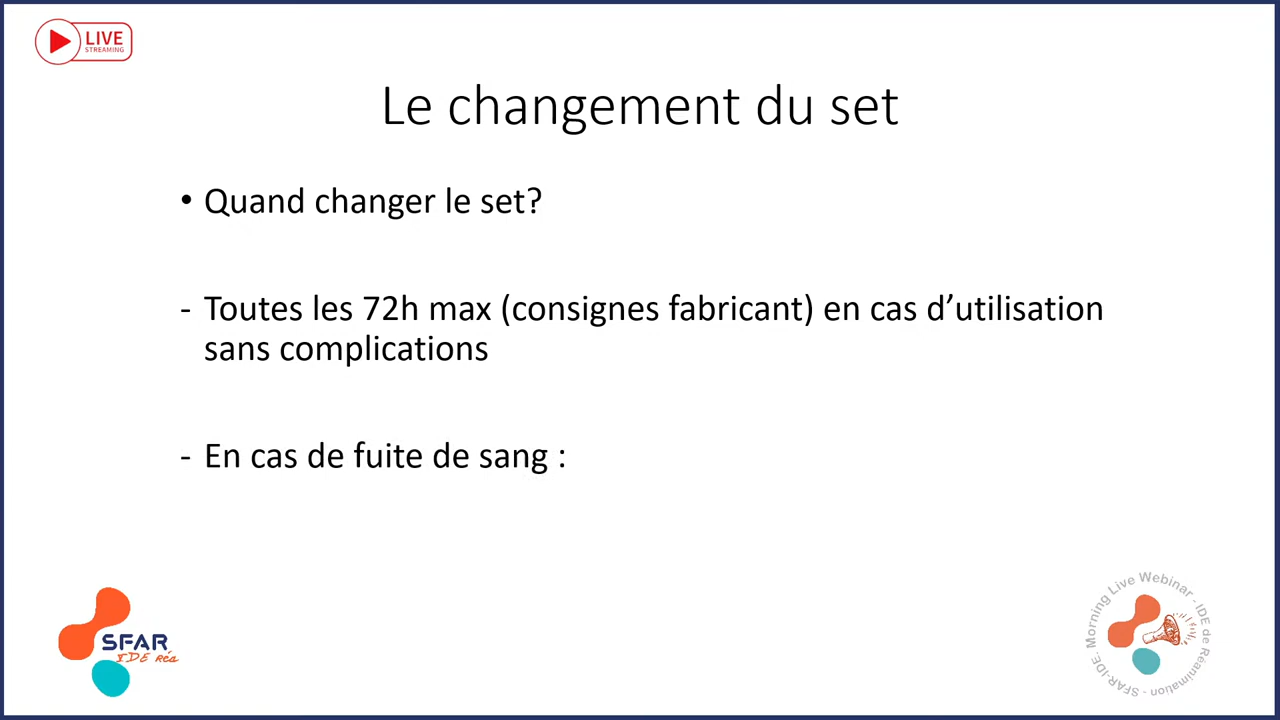 LIVE
STREAMING
Le changement du set
• Quand changer le set?
- Toutes les 72h max (consignes fabricant) en cas d’utilisation
sans complications
- En cas de fuite de sang :
SFAR
IDE Réa
SFAR-IDE. Morning Live Webinar - IDE de Réanimation -